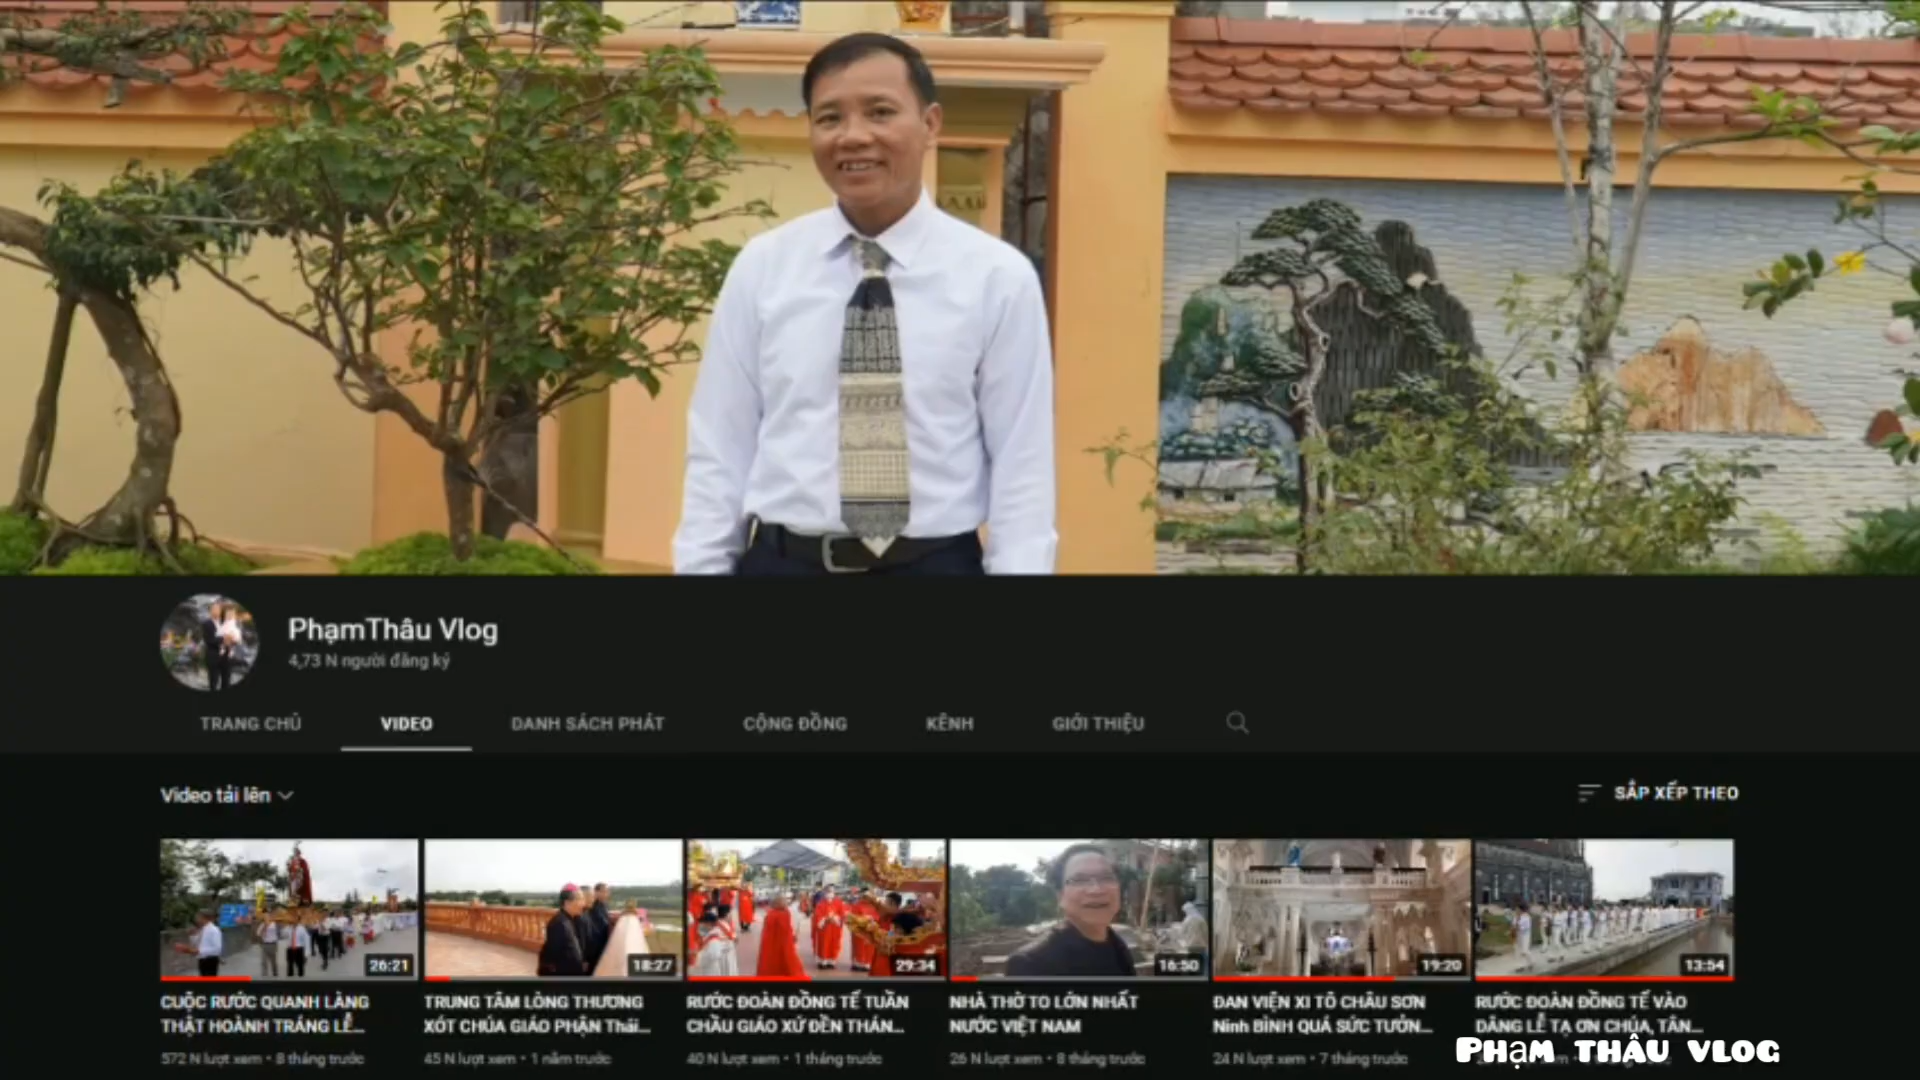 PhạmThâu Vlog
4,73 N người đăng ký
TRANG CHỦ VIDEO DANH SÁCH PHÁT CỘNG ĐỒNG KÊNH GIỚI THIỆU
Video tải lên
SẮP XẾP THEO
26:21
18:27
29:34
16:50
19:20
13:54
CUỘC RƯỚC QUANH LÀNG
THẬT HOÀNH TRÁNG LỄ...
572 N lượt xem • 8 tháng trước
TRUNG TÂM LÒNG THƯƠNG
XÓT CHÚA GIÁO PHẬN Thái...
45 N lượt xem • 1 năm trước
RƯỚC ĐOÀN ĐỒNG TẾ TUẦN
CHẦU GIÁO XỨ ĐỀN THÁN...
40 N lượt xem • 1 tháng trước
NHÀ THỜ TO LỚN NHẤT
NƯỚC VIỆT NAM
26 N lượt xem • 8 tháng trước
ĐAN VIỆN XI TÔ CHÂU SƠN
Ninh BÌNH QUÁ SỨC TƯỞN...
24 N lượt xem • 7 tháng trước
RƯỚC ĐOÀN ĐỒNG TẾ VÀO
DÂNG LỄ TẠ ƠN CHÚA, TÂN...
PHẠM THÂU VLOG